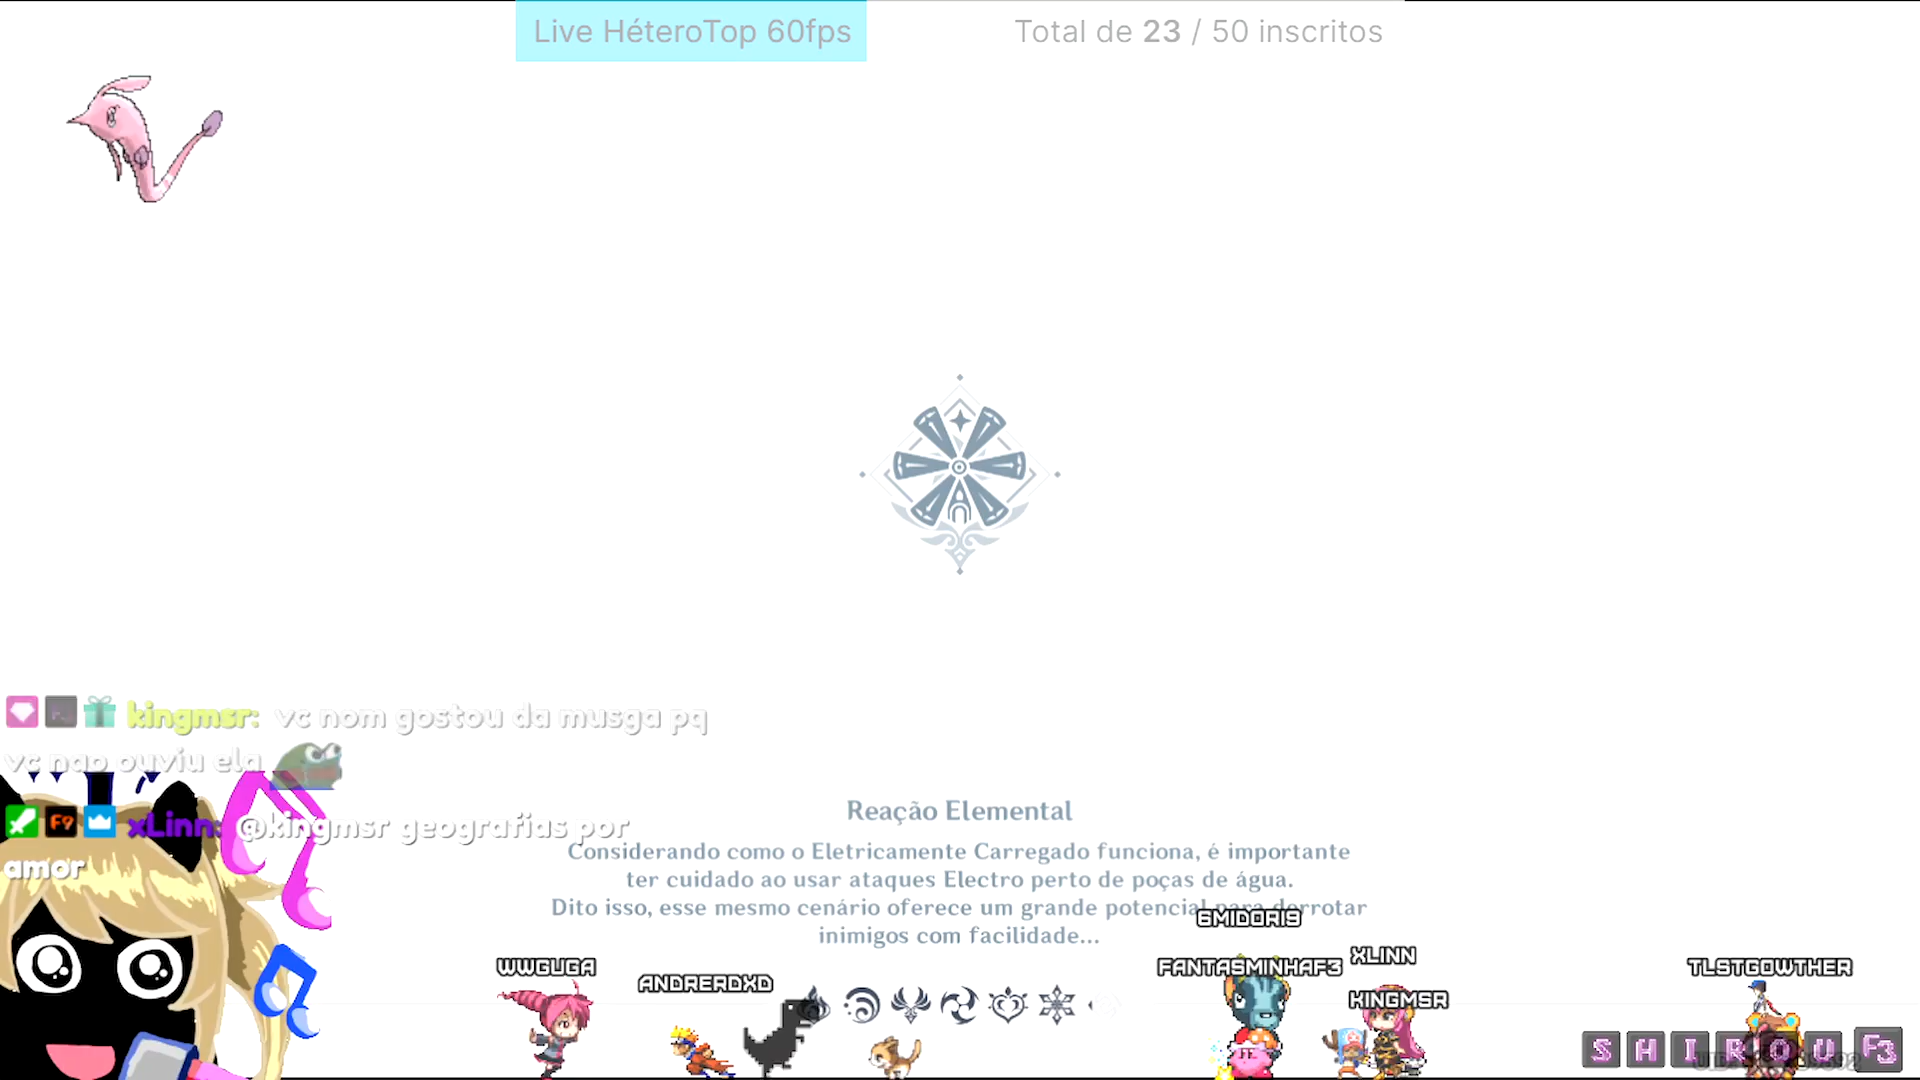 Live HéteroTop 60fps
Total de 23 / 50 inscritos
kingmsr: vc nom gostou da musga pq
vc nao ouviu ela
F9 xLinn: @kingmsr geografias por
amor
Reação Elemental
Considerando como o Eletricamente Carregado funciona, é importante
ter cuidado ao usar ataques Electro perto de poças de água.
Dito isso, esse mesmo cenário oferece um grande potencial para derrotar
inimigos com facilidade...
6MIDORI9
WWGUGA
ANDRERDXD
FANTASMINHAF3
XLINN
KINGMSR
TLSTGOWTHER
FE
S H I R O U F3